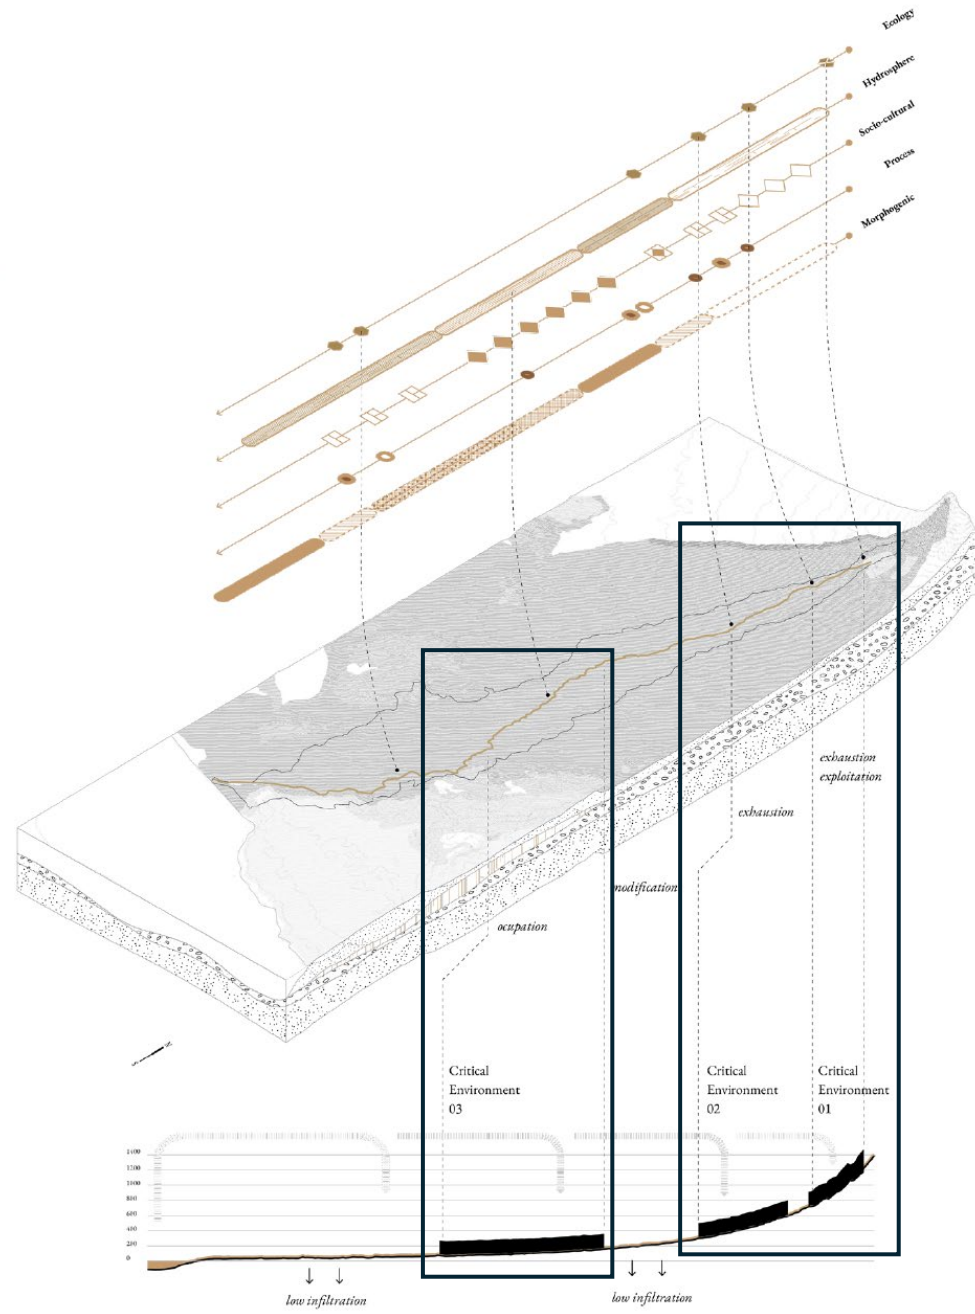 Ecology
Hydrosphere
Socio-cultural
Process
Morphogenic
exhaustion
exploitation
exhaustion
modification
ocupation
Critical
Environment
03
Critical
Environment
02
Critical
Environment
01
1400
1200
1000
800
600
400
200
0
low infiltration
low infiltration